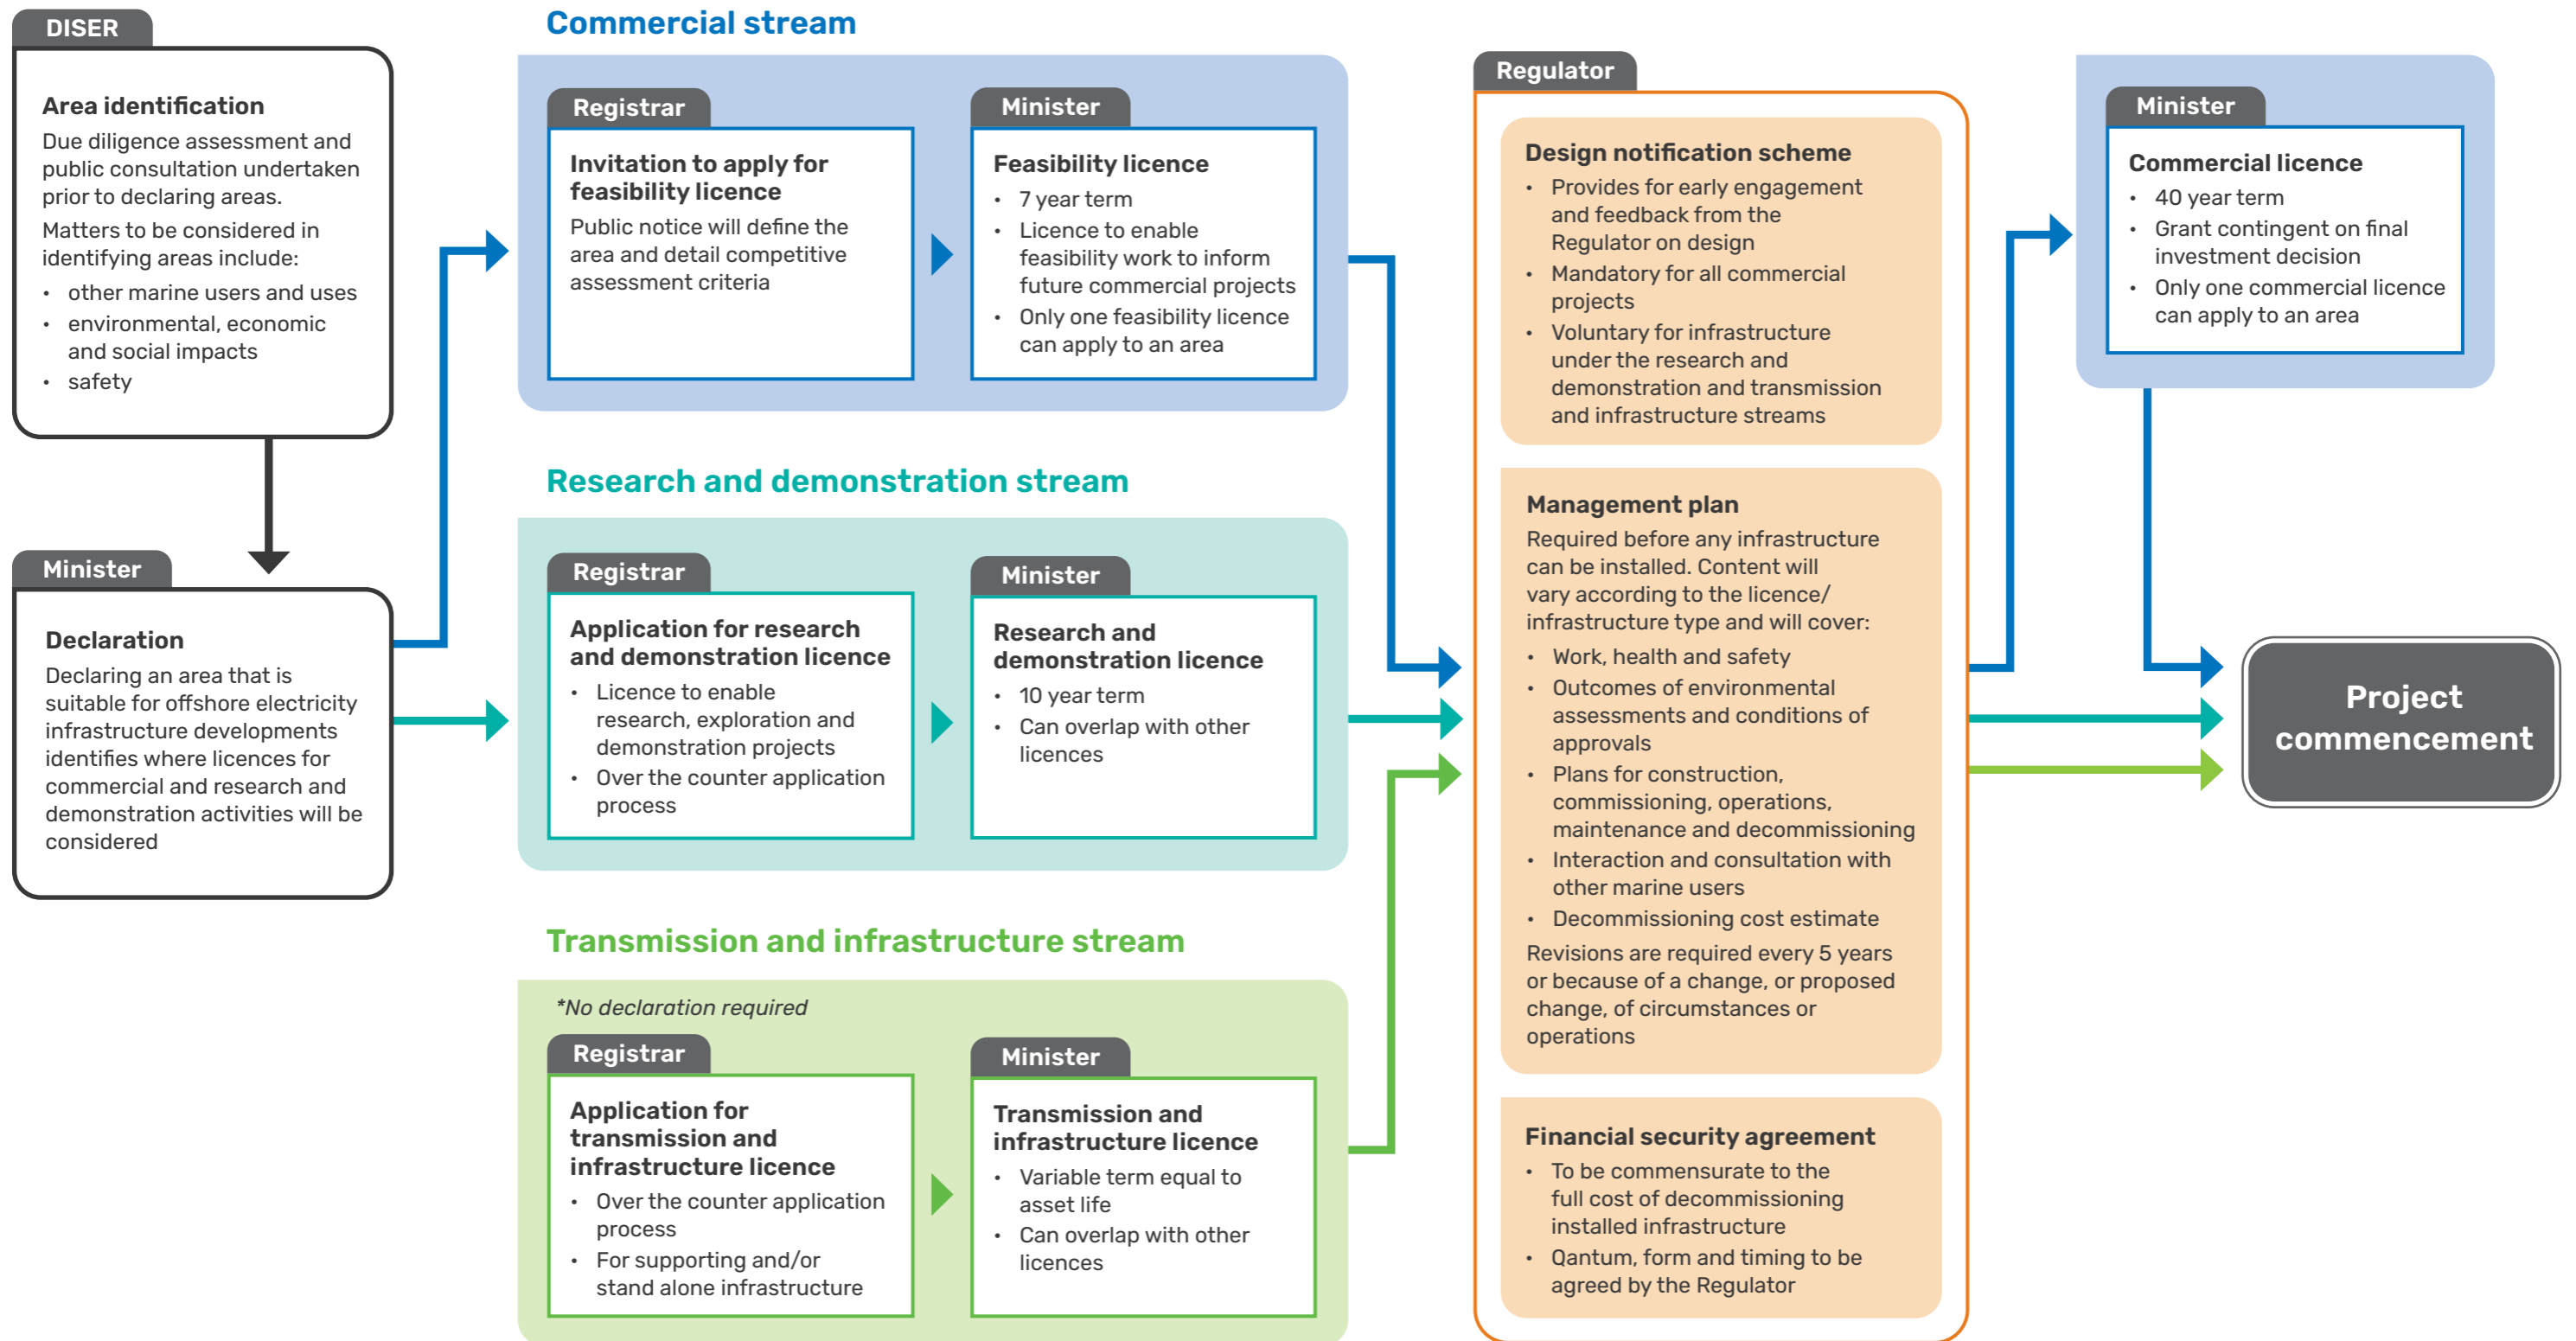 DISER
Area identification
Due diligence assessment and
public consultation undertaken
prior to declaring areas.
Matters to be considered in
identifying areas include:
• other marine users and uses
• environmental, economic
and social impacts
• safety
Minister
Declaration
Declaring an area that is
suitable for offshore electricity
infrastructure developments
identifies where licences for
commercial and research and
demonstration activities will be
considered
Commercial stream
Registrar
Invitation to apply for
feasibility licence
Public notice will define the
area and detail competitive
assessment criteria
Minister
Feasibility licence
• 7 year term
• Licence to enable
feasibility work to inform
future commercial projects
• Only one feasibility licence
can apply to an area
Research and demonstration stream
Registrar
Application for research
and demonstration licence
• Licence to enable
research, exploration and
demonstration projects
• Over the counter application
process
Minister
Research and
demonstration licence
• 10 year term
• Can overlap with other
licences
Transmission and infrastructure stream
*No declaration required
Registrar
Application for
transmission and
infrastructure licence
• Over the counter application
process
• For supporting and/or
stand alone infrastructure
Minister
Transmission and
infrastructure licence
• Variable term equal to
asset life
• Can overlap with other
licences
Regulator
Design notification scheme
• Provides for early engagement
and feedback from the
Regulator on design
• Mandatory for all commercial
projects
• Voluntary for infrastructure
under the research and
demonstration and transmission
and infrastructure streams
Management plan
Required before any infrastructure
can be installed. Content will
vary according to the licence/
infrastructure type and will cover:
• Work, health and safety
• Outcomes of environmental
assessments and conditions of
approvals
• Plans for construction,
commissioning, operations,
maintenance and decommissioning
• Interaction and consultation with
other marine users
• Decommissioning cost estimate
Revisions are required every 5 years
or because of a change, or proposed
change, of circumstances or
operations
Financial security agreement
• To be commensurate to the
full cost of decommissioning
installed infrastructure
• Qantum, form and timing to be
agreed by the Regulator
Minister
Commercial licence
• 40 year term
• Grant contingent on final
investment decision
• Only one commercial licence
can apply to an area
Project
commencement